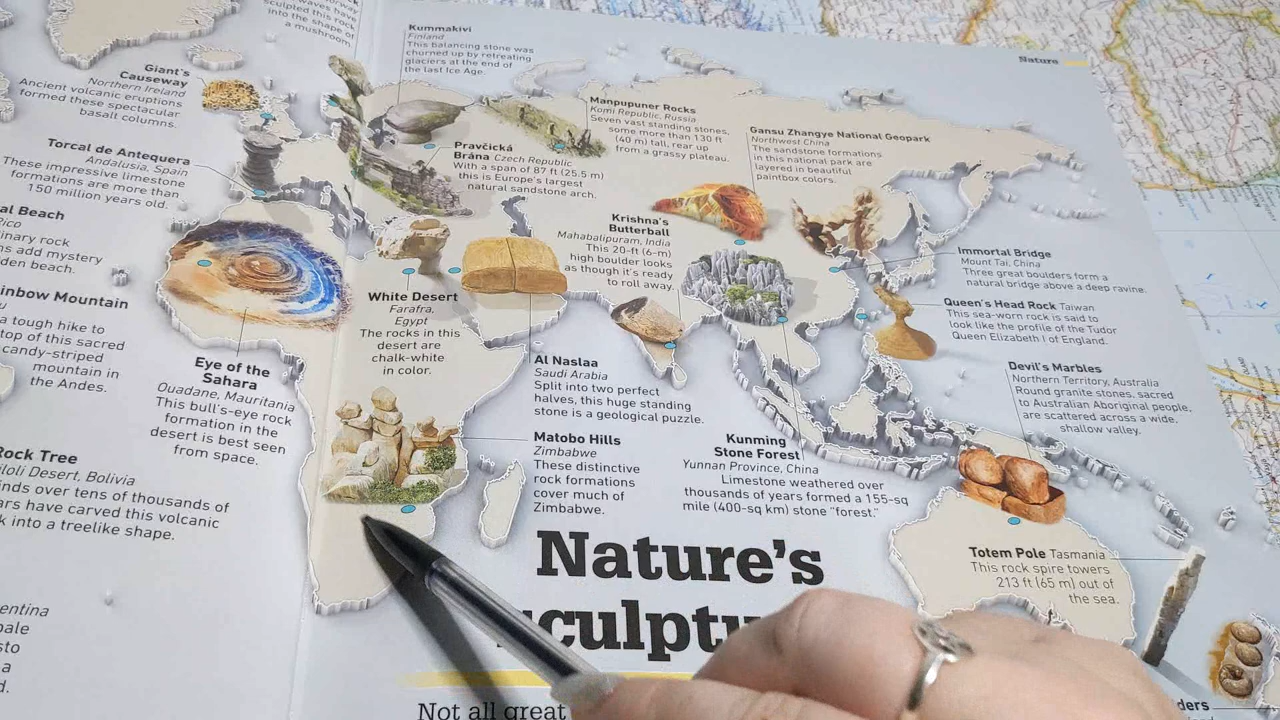 sculpted this rock
into the shape of
a mushroom.
Kummakivi
Finland
This balancing stone was
churned up by retreating
glaciers at the end of
the last Ice Age.
Nature
Giant's
Causeway
Northern Ireland
Ancient volcanic eruptions
formed these spectacular
basalt columns.
Manpupuner Rocks
Komi Republic, Russia
Seven vast standing stones,
some more than 130 ft
(40 m) tall, rear up
from a grassy plateau.
Gansu Zhangye National Geopark
Northwest China
The sandstone formations
in this national park are
layered in beautiful
paintbox colors.
Torcal de Antequera
Andalusia, Spain
These impressive limestone
formations are more than
150 million years old.
Pravčická
Brána Czech Republic
With a span of 87 ft (25.5 m)
this is Europe's largest
natural sandstone arch.
Krishna's
Butterball
Mahabalipuram, India
This 20-ft (6-m)
high boulder looks
as though it's ready
to roll away.
Immortal Bridge
Mount Tai, China
Three great boulders form a
natural bridge above a deep ravine.
Beach
rock
add mystery
beach.
Mountain
a tough hike to
top of this sacred
candy-striped
mountain in
the Andes.
White Desert
Farafra,
Egypt
The rocks in this
desert are
chalk-white
in color.
Queen's Head Rock Taiwan
This sea-worn rock is said to
look like the profile of the Tudor
Queen Elizabeth I of England.
Eye of the
Sahara
Ouadane, Mauritania
This bull's-eye rock
formation in the
desert is best seen
from space.
Al Naslaa
Saudi Arabia
Split into two perfect
halves, this huge standing
stone is a geological puzzle.
Devil's Marbles
Northern Territory, Australia
Round granite stones, sacred
to Australian Aboriginal people,
are scattered across a wide,
shallow valley.
Rock Tree
Desert, Bolivia
over tens of thousands of
have carved this volcanic
into a treelike shape.
Matobo Hills
Zimbabwe
These distinctive
rock formations
cover much of
Zimbabwe.
Kunming
Stone Forest
Yunnan Province, China
Limestone weathered over
thousands of years formed a 155-sq
mile (400-sq km) stone "forest."
Totem Pole Tasmania
This rock spire towers
213 ft (65 m) out of
the sea.
Nature's
Not all great